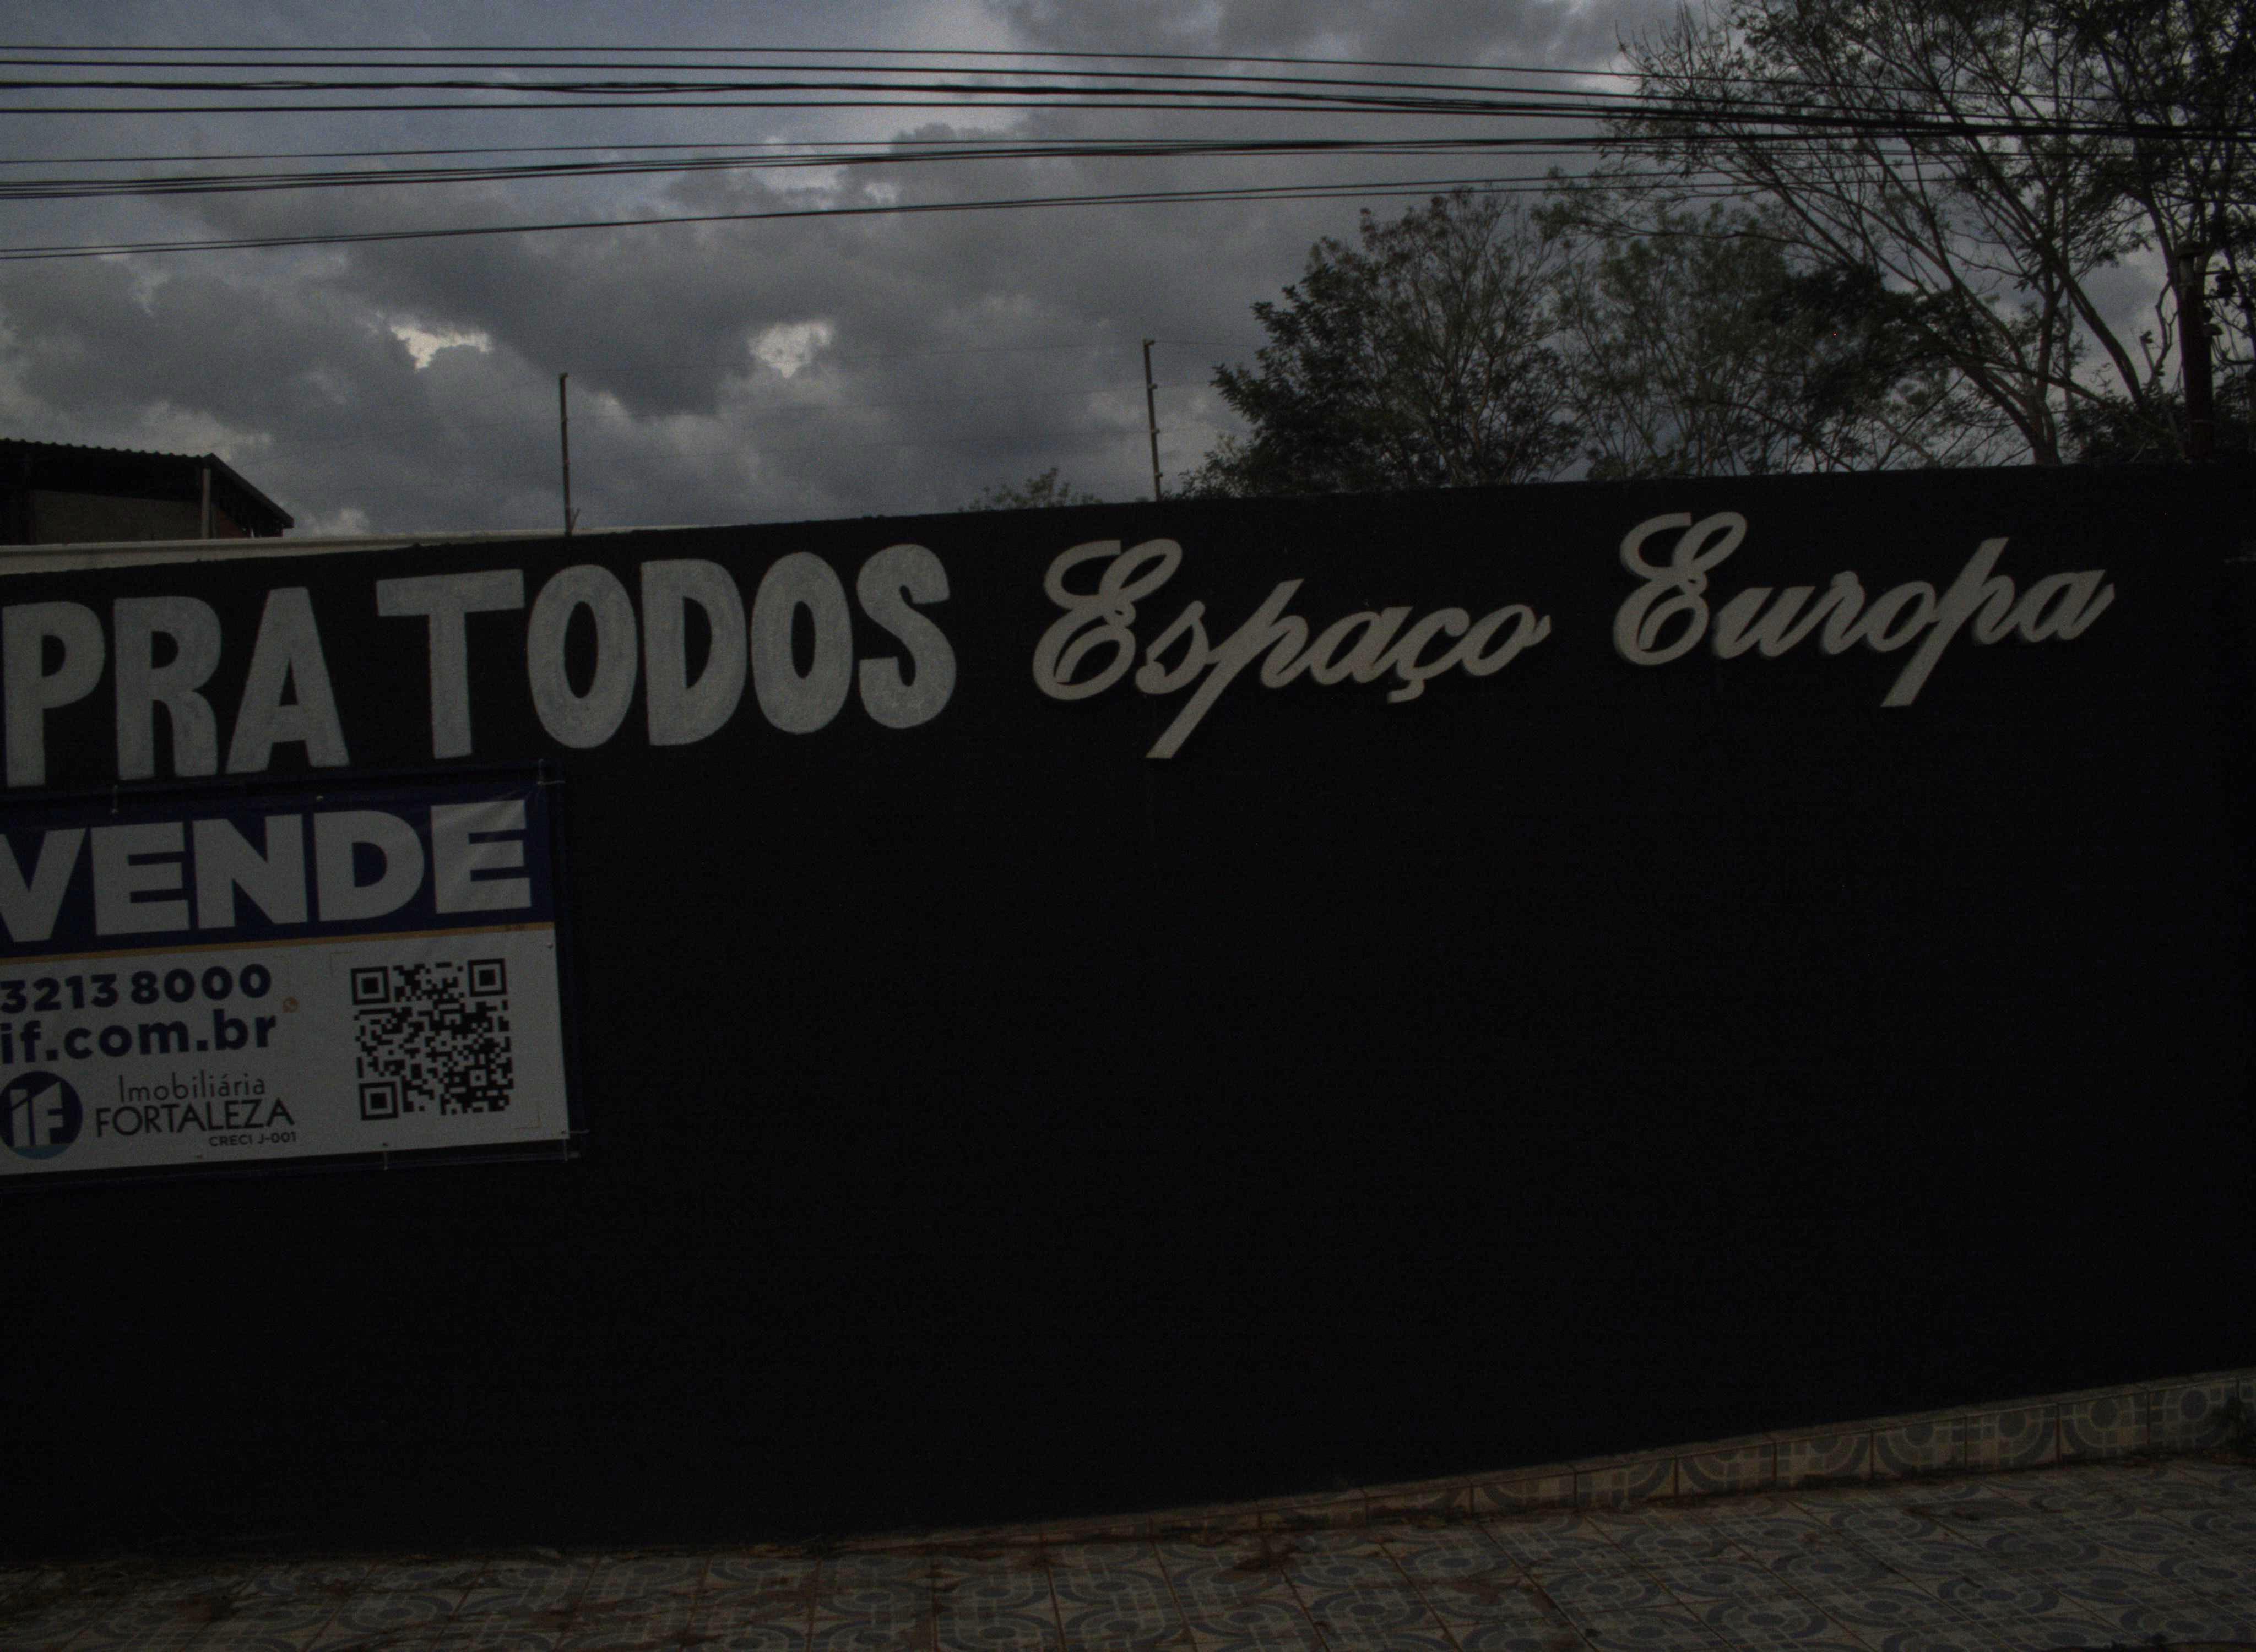 PRA TODOS
Espaço Europa
VENDE
3213 8000
if.com.br
iF
Imobiliária
FORTALEZA
CRECI J-001